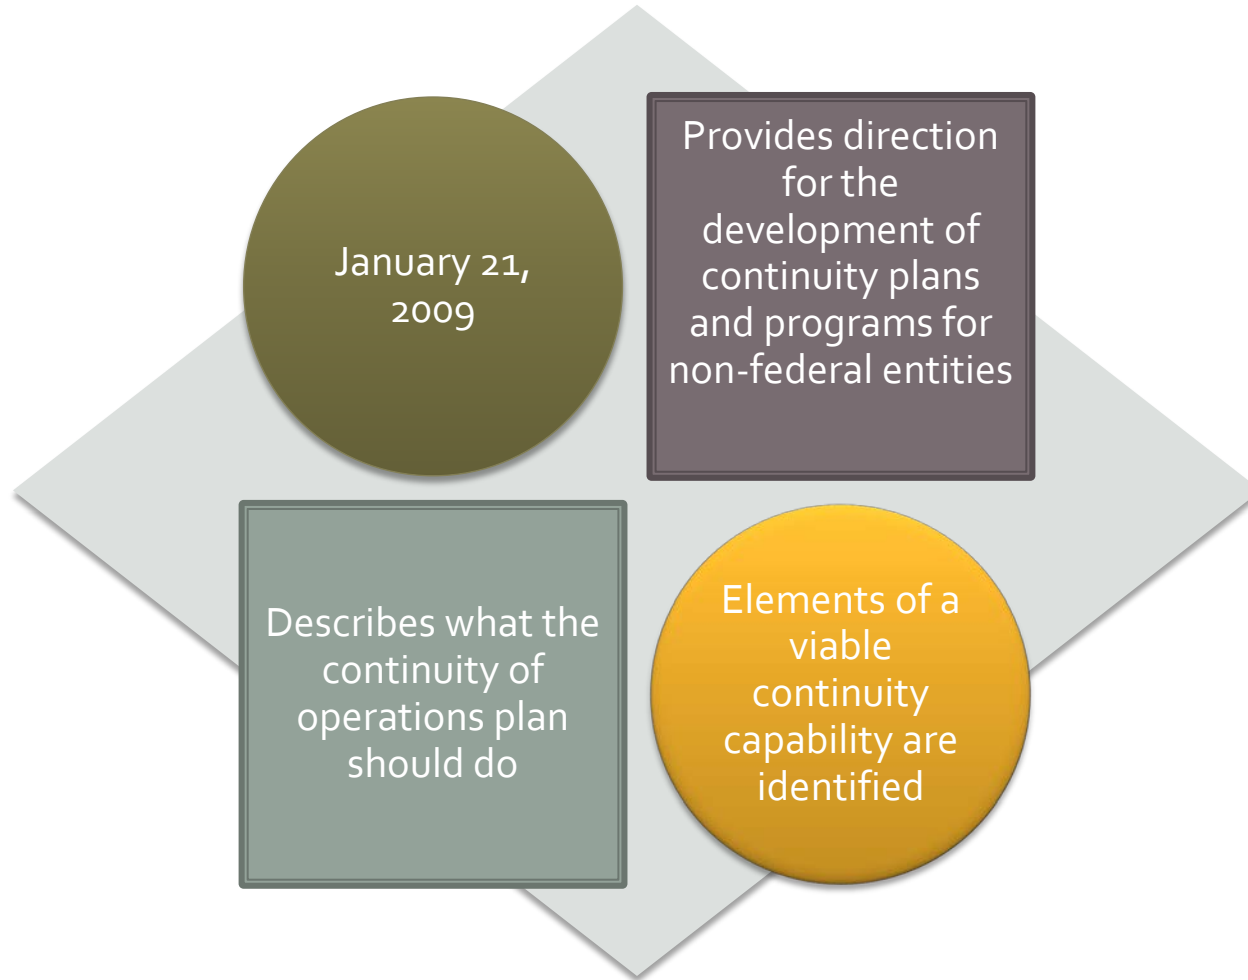 January 21,
2009
Provides direction
for the
development of
continuity plans
and programs for
non-federal entities
Describes what the
continuity of
operations plan
should do
Elements of a
viable
continuity
capability are
identified